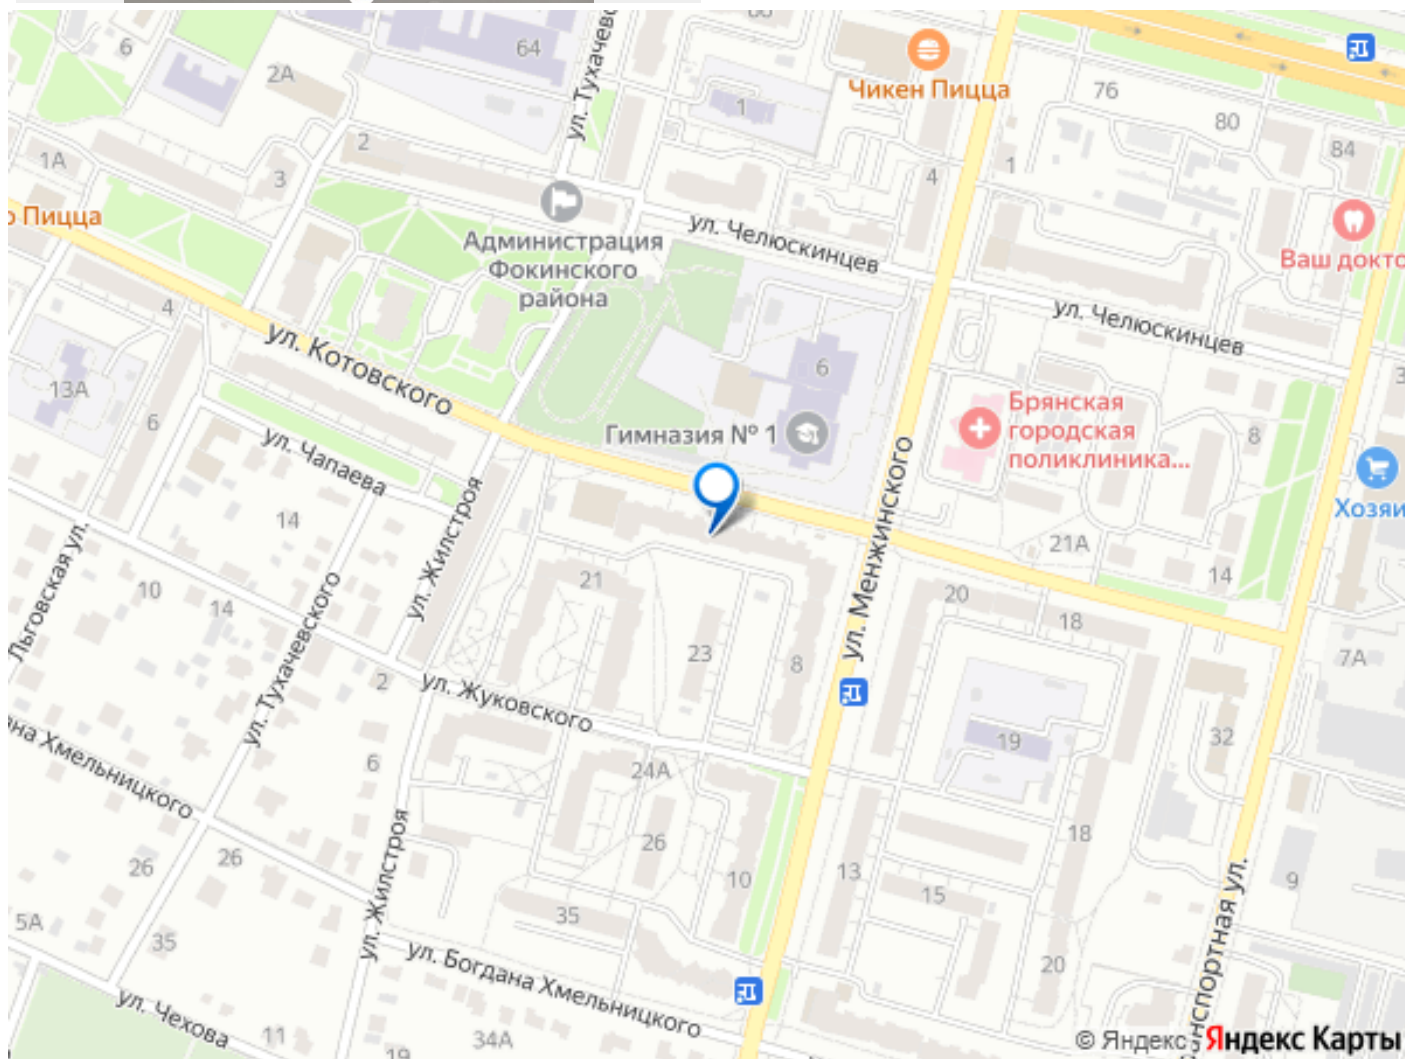 64
6
2А
ул. Тухачевс
Чикен Пицца
76
80
84
1
2
1А
3
4
1
о Пицца
Администрация
Фокинского
района
ул. Челюскинцев
Ваш докто
ул. Челюскинцев
4
ул. Котовского
13А
6
6
Гимназия № 1
Брянская
городская
поликлиника...
8
Хозяи
ул. Чапаева
14
ул. Жилстроя
ул. Менжинского
21А
14
Льговская ул.
10
14
21
20
18
ул. Тухачевского
23
8
7А
2
ул. Жуковского
19
32
на Хмельницкого
6
24А
18
26
26
26
10
13
15
9
ул. Жилстроя
5А
35
35
20
ул. Богдана Хмельницкого
нспортная ул.
ул. Чехова
11
19
34А
© Яндекс Яндекс Карты